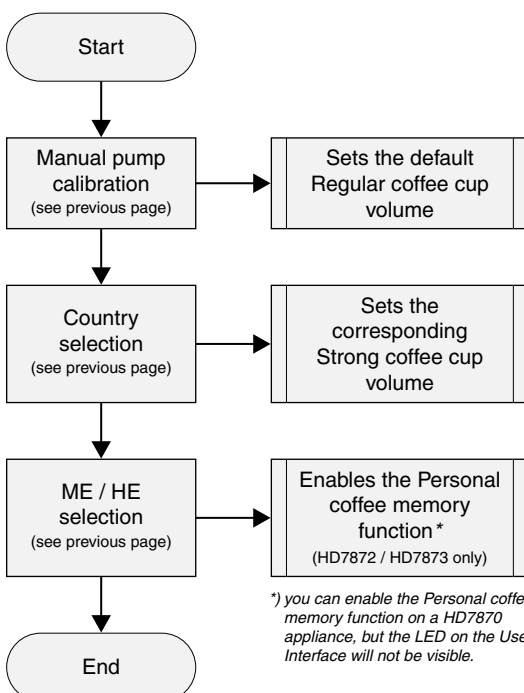 Start
Manual pump
calibration
(see previous page)
Sets the default
Regular coffee cup
volume
Country
selection
(see previous page)
Sets the
corresponding
Strong coffee cup
volume
ME / HE
selection
(see previous page)
Enables the Personal
coffee memory
function*
(HD7872 / HD7873 only)
*) you can enable the Personal coffe
memory function on a HD7870
appliance, but the LED on the Use
Interface will not be visible.
End